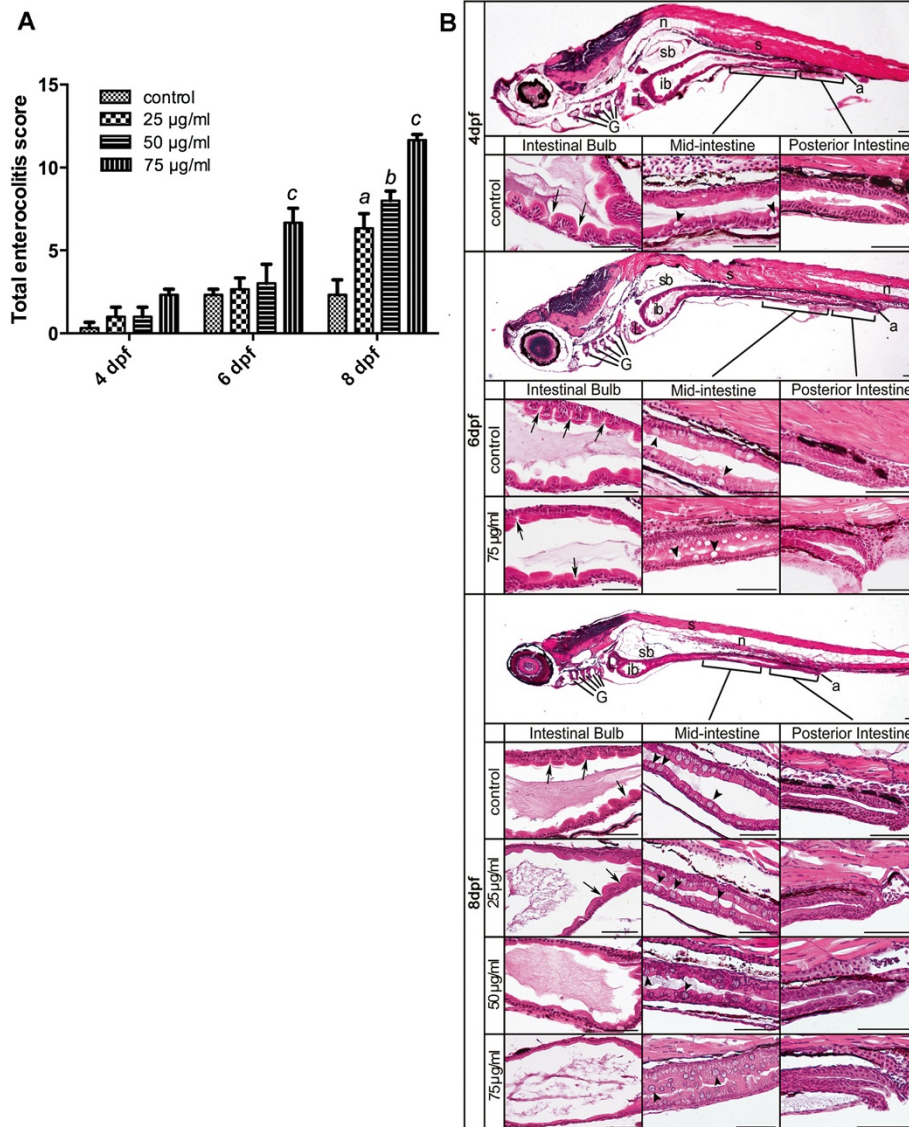 A
Total enterocolitis score
15
10
5
0
control
25 µg/ml
50 µg/ml
75 µg/ml
c
a
b
c
4 dpf
6 dpf
8 dpf
B
4dpf
n
sb
s
ib
L
a
G
Intestinal Bulb
Mid-intestine
Posterior Intestine
control
6dpf
sb
s
n
ib
L
a
G
Intestinal Bulb
Mid-intestine
Posterior Intestine
control
75 µg/ml
8dpf
s
n
sb
ib
a
G
Intestinal Bulb
Mid-intestine
Posterior Intestine
control
25µg/ml
50 µg/ml
75µg/ml